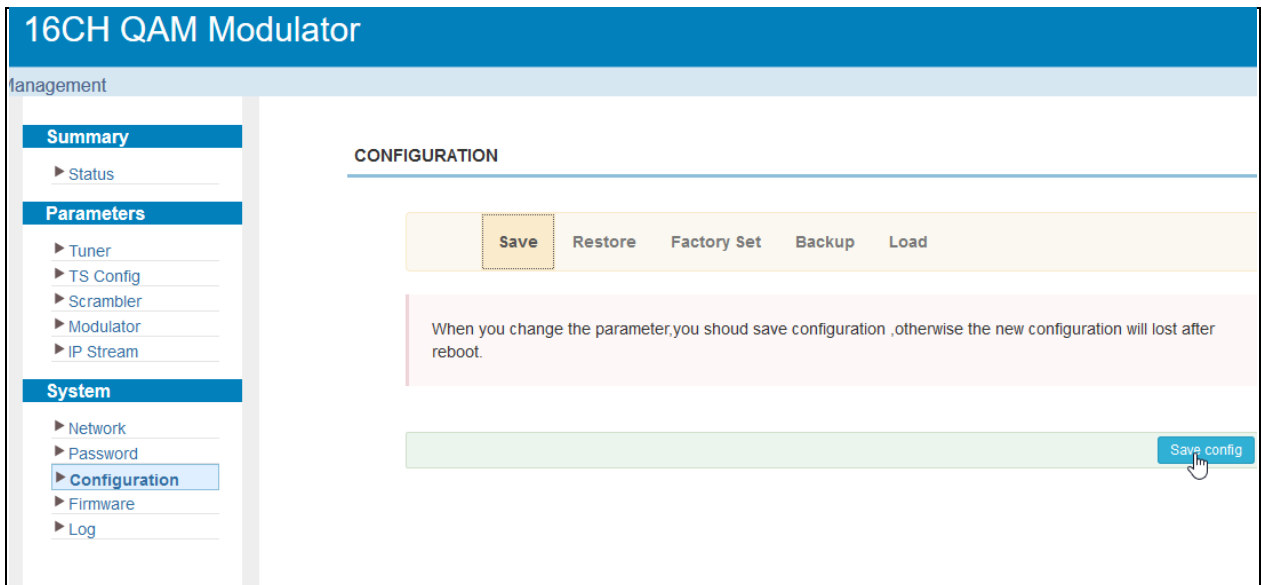 16CH QAM Modulator
Management
Summary
Status
Parameters
Tuner
TS Config
Scrambler
Modulator
IP Stream
System
Network
Password
Configuration
Firmware
Log
CONFIGURATION
Save Restore Factory Set Backup Load
When you change the parameter,you shoud save configuration ,otherwise the new configuration will lost after
reboot.
Save config